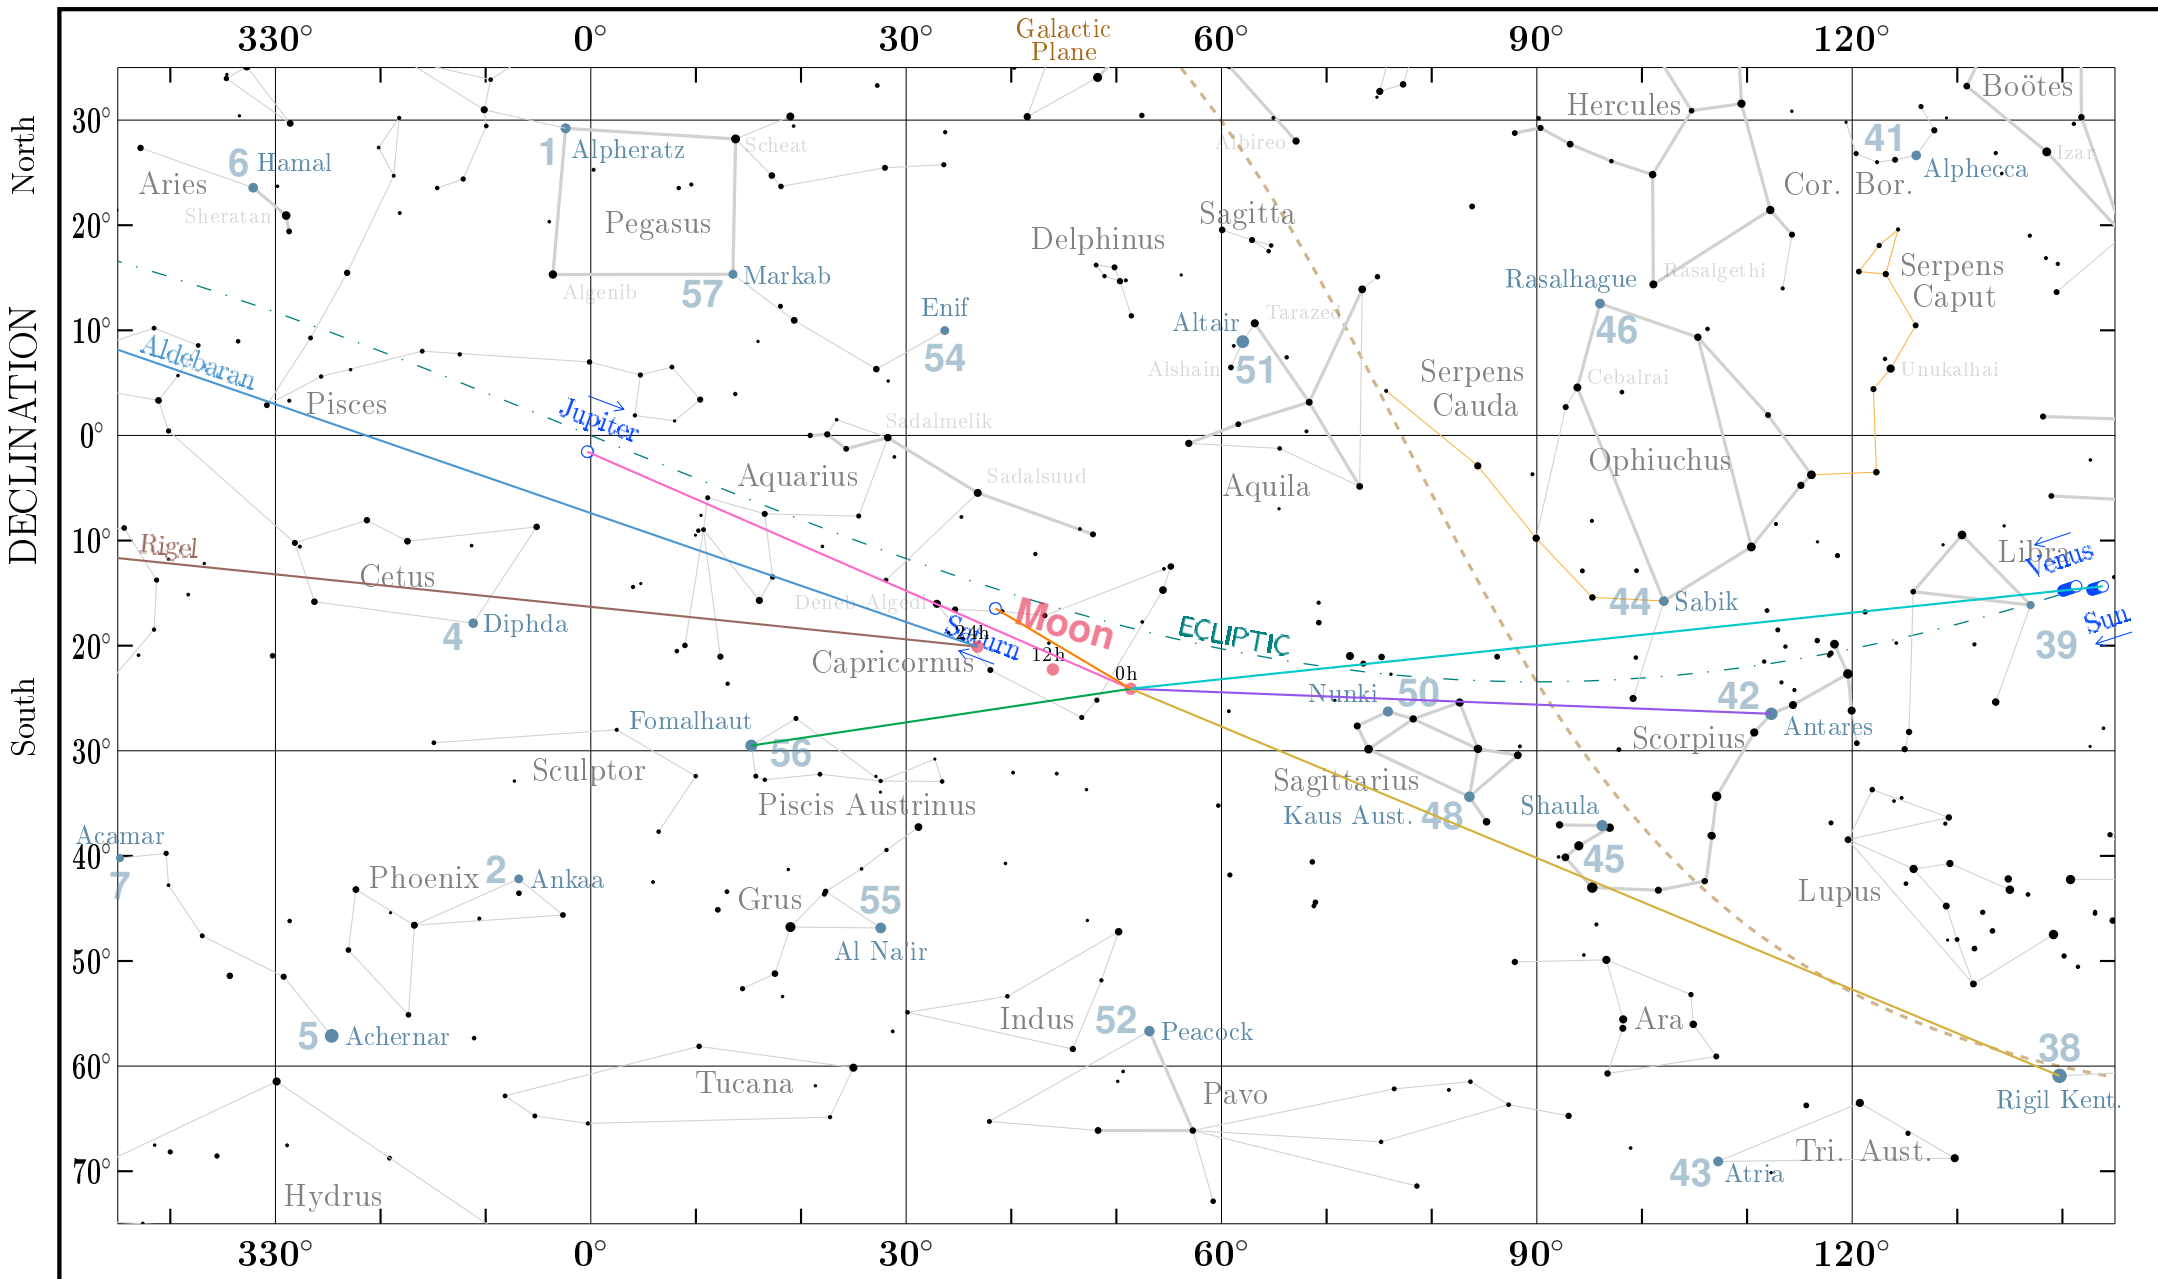 Galactic
Plane
330° 0° 30° 60° 90° 120°
North
DECLINATION
South
30°
20°
10°
0°
10°
20°
30°
40°
50°
60°
70°
Boötes
Hercules
41
Alphecca
Izar
Cor. Bor.
6 Hamal
Aries
Sheratan
1
Alpheratz
Scheat
Albireo
Pegasus
Sagitta
Delphinus
Markab
57
Algenib
Enif
54
Altair
Tarazed
51
Alshain
Rasalhague
Rasalgethi
46
Serpens
Caput
Serpens
Cauda
Cebalrai
Unukalhai
Aldebaran
Pisces
Jupiter
Sadalmelik
Aquarius
Sadalsuud
Aquila
Ophiuchus
Rigel
Cetus
Libra
Venus
Deneb Algedi
4 Diphda
24h
Saturn
Moon
12h
0h
Capricornus
ECLIPTIC
44 Sabik
Sun
39
Nunki 50
42
Antares
Fomalhaut
56
Scorpius
Sculptor
Piscis Austrinus
Sagittarius
Kaus Aust. 48
Shaula
45
Acamar
7
Phoenix 2
Ankaa
Grus
55
Al Na'ir
Lupus
5 Achernar
Indus
52
Peacock
Ara
38
Rigil Kent.
Tucana
Pavo
Hydrus
43
Atria
Tri. Aust.
330° 0° 30° 60° 90° 120°